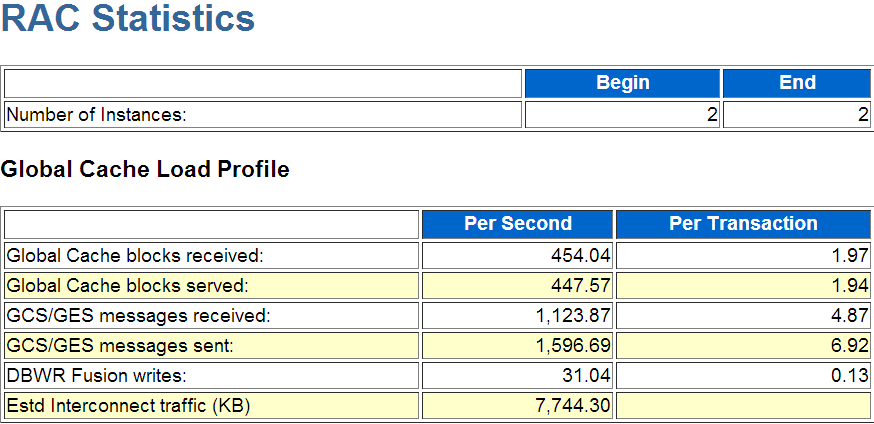 RAC Statistics
Begin End
Number of Instances: 2 2
Global Cache Load Profile
Per Second Per Transaction
Global Cache blocks received: 454.04 1.97
Global Cache blocks served: 447.57 1.94
GCS/GES messages received: 1,123.87 4.87
GCS/GES messages sent: 1,596.69 6.92
DBWR Fusion writes: 31.04 0.13
Estd Interconnect traffic (KB) 7,744.30